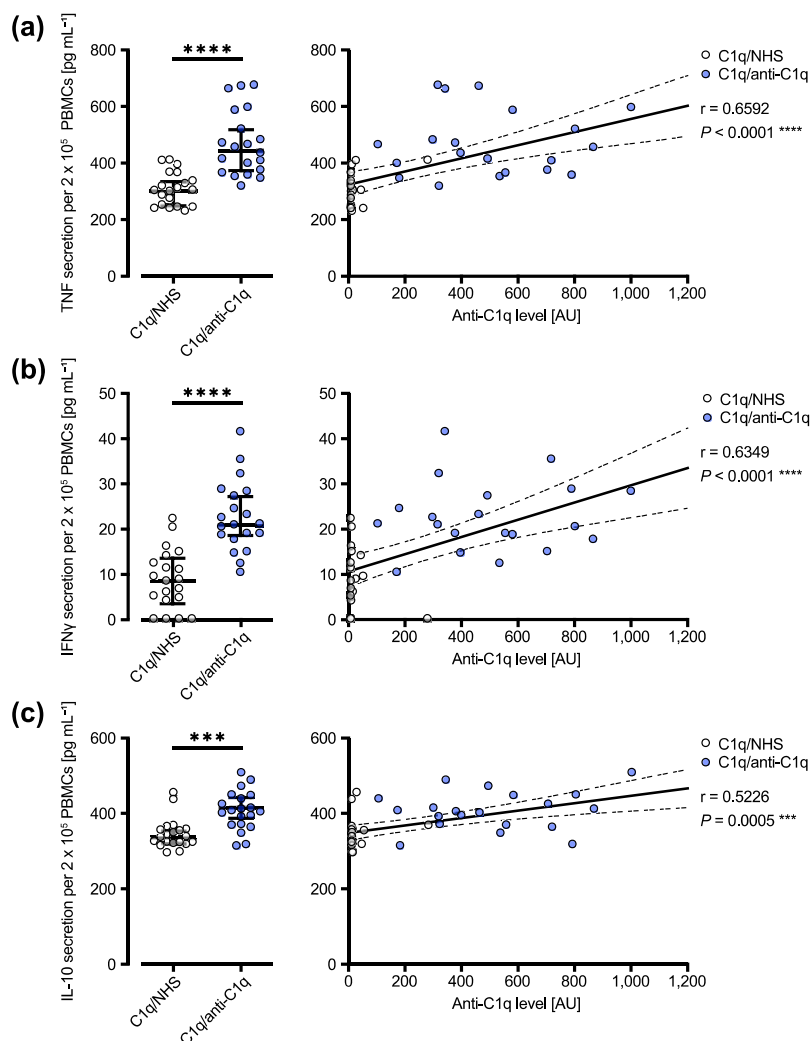 (a)
TNF secretion per 2 x 10⁵ PBMCs [pg mL⁻¹]
800
600
400
200
0
****
C1q/NHS
C1q/anti-C1q
800
600
400
200
0
0
200
400
600
800
1,000
1,200
Anti-C1q level [AU]
C1q/NHS
C1q/anti-C1q
r = 0.6592
P < 0.0001 ****
(b)
IFNγ secretion per 2 x 10⁵ PBMCs [pg mL⁻¹]
50
40
30
20
10
0
****
C1q/NHS
C1q/anti-C1q
50
40
30
20
10
0
0
200
400
600
800
1,000
1,200
Anti-C1q level [AU]
C1q/NHS
C1q/anti-C1q
r = 0.6349
P < 0.0001 ****
(c)
IL-10 secretion per 2 x 10⁵ PBMCs [pg mL⁻¹]
600
400
200
0
***
C1q/NHS
C1q/anti-C1q
600
400
200
0
0
200
400
600
800
1,000
1,200
Anti-C1q level [AU]
C1q/NHS
C1q/anti-C1q
r = 0.5226
P = 0.0005 ***